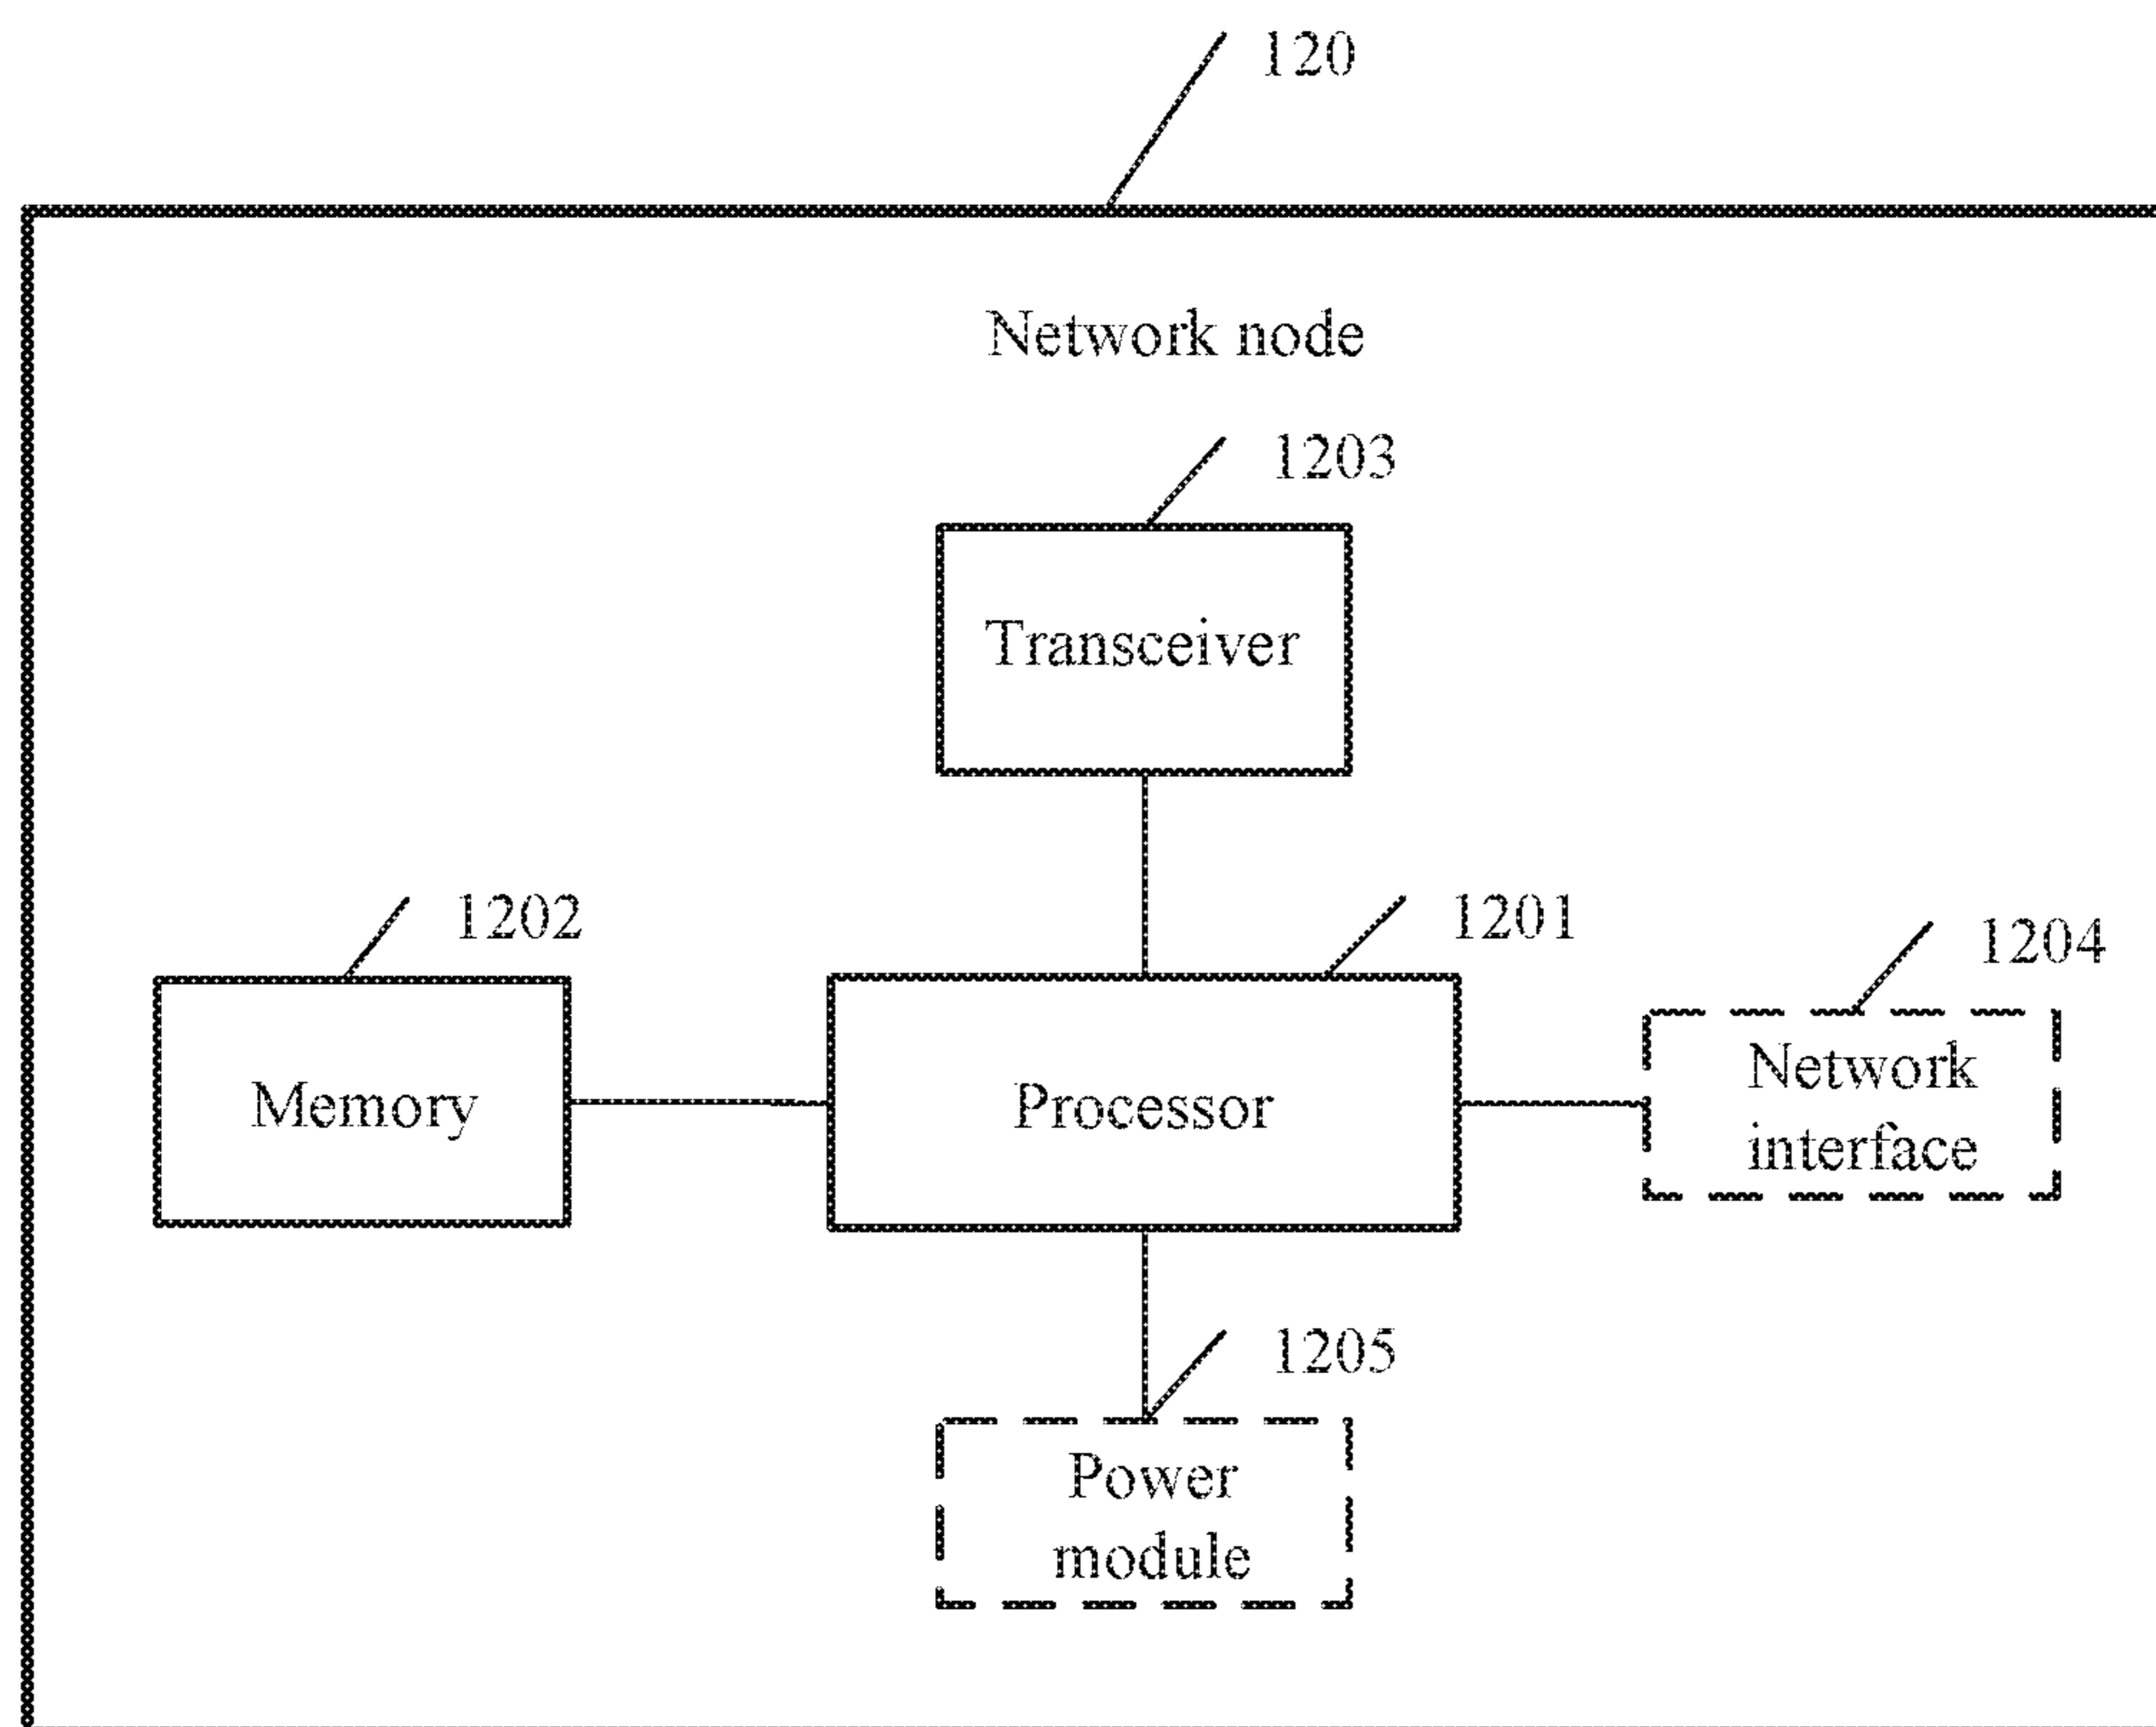 120
Network node
1203
Transceiver
1202
1201
1204
Memory
Processor
Network
interface
1205
Power
module